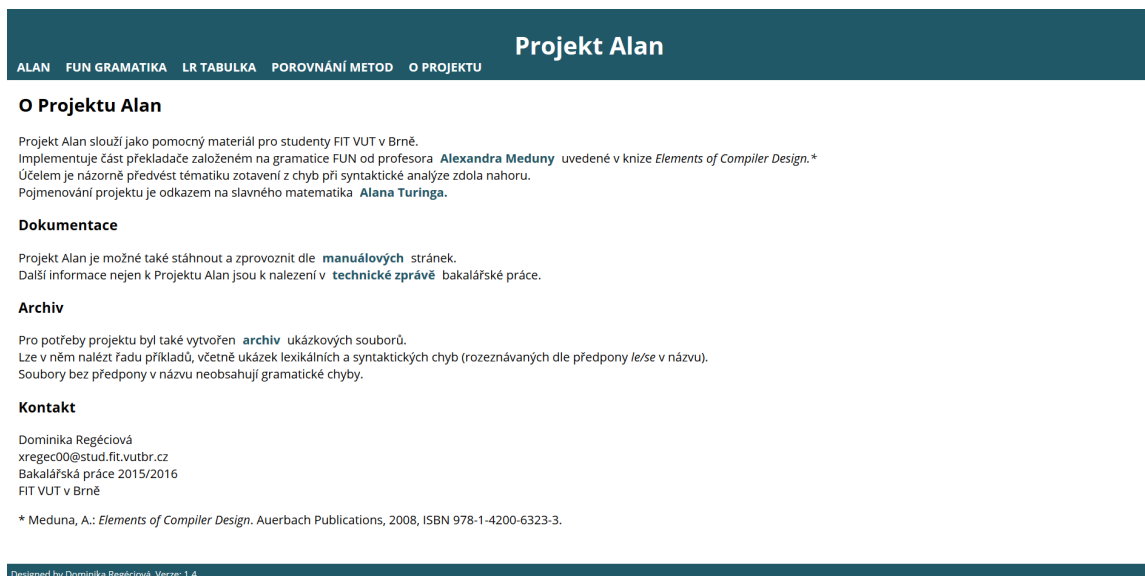 Projekt Alan
ALAN FUN GRAMATIKA LR TABULKA POROVNÁNÍ METOD O PROJEKTU
O Projektu Alan
Projekt Alan slouží jako pomocný materiál pro studenty FIT VUT v Brně.
Implementuje část překladače založeném na gramatice FUN od profesora Alexandra Meduny uvedené v knize Elements of Compiler Design.*
Účelem je názorně předvést tématiku zotavení z chyb při syntaktické analýze zdola nahoru.
Pojmenování projektu je odkazem na slavného matematika Alana Turinga.
Dokumentace
Projekt Alan je možné také stáhnout a zprovoznit dle manuálových stránek.
Další informace nejen k Projektu Alan jsou k nalezení v technické zprávě bakalářské práce.
Archiv
Pro potřeby projektu byl také vytvořen archiv ukázkových souborů.
Lze v něm nalézt řadu příkladů, včetně ukázek lexikálních a syntaktických chyb (rozeznávaných dle předpony le/se v názvu).
Soubory bez předpony v názvu neobsahují gramatické chyby.
Kontakt
Dominika Regéciová
xregec00@stud.fit.vutbr.cz
Bakalářská práce 2015/2016
FIT VUT v Brně
* Meduna, A.: Elements of Compiler Design. Auerbach Publications, 2008, ISBN 978-1-4200-6323-3.
Designed by Dominika Regéciová, Verze: 1.4